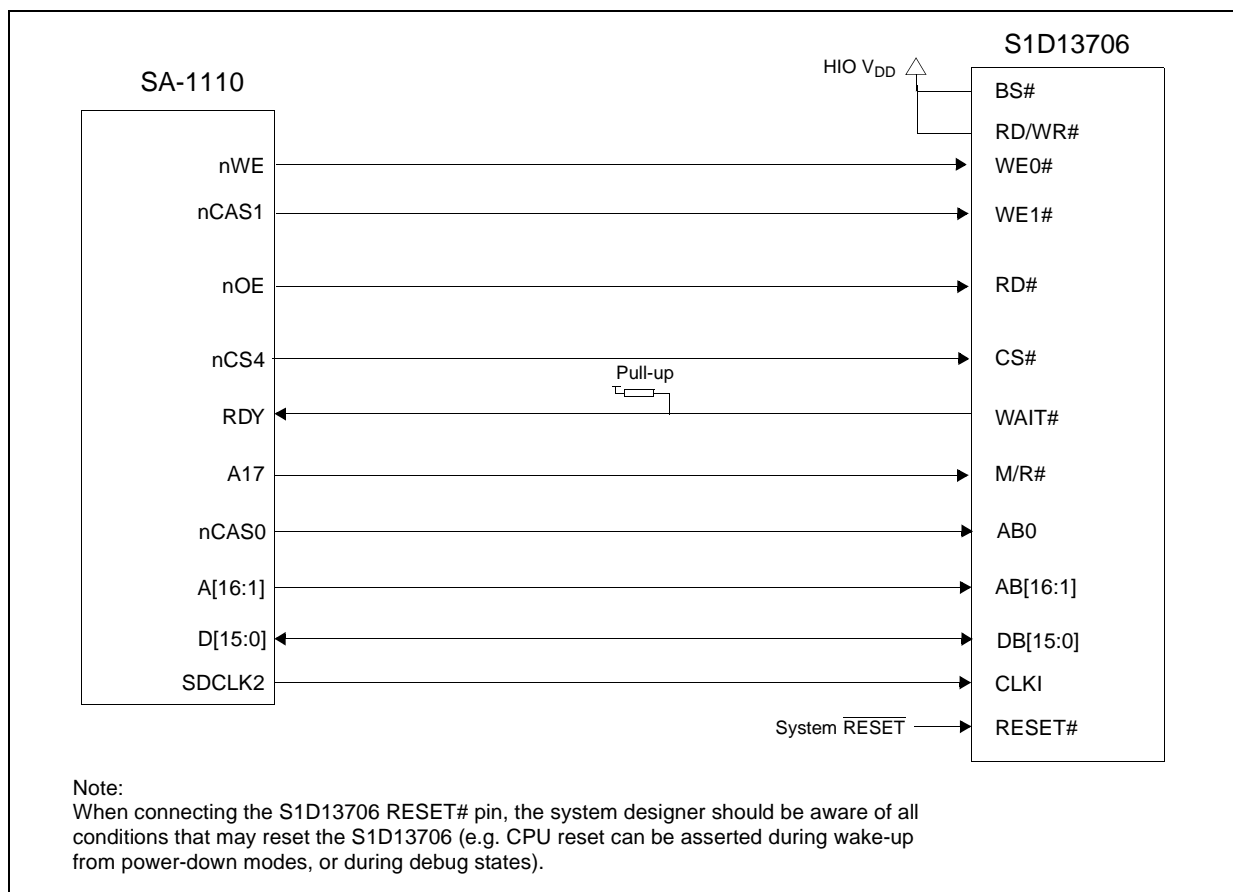 S1D13706
SA-1110
HIO VDD
BS#
RD/WR#
nWE
WE0#
nCAS1
WE1#
nOE
RD#
nCS4
CS#
Pull-up
RDY
WAIT#
A17
M/R#
nCAS0
AB0
A[16:1]
AB[16:1]
D[15:0]
DB[15:0]
SDCLK2
CLKI
System RESET
RESET#
Note:
When connecting the S1D13706 RESET# pin, the system designer should be aware of all
conditions that may reset the S1D13706 (e.g. CPU reset can be asserted during wake-up
from power-down modes, or during debug states).